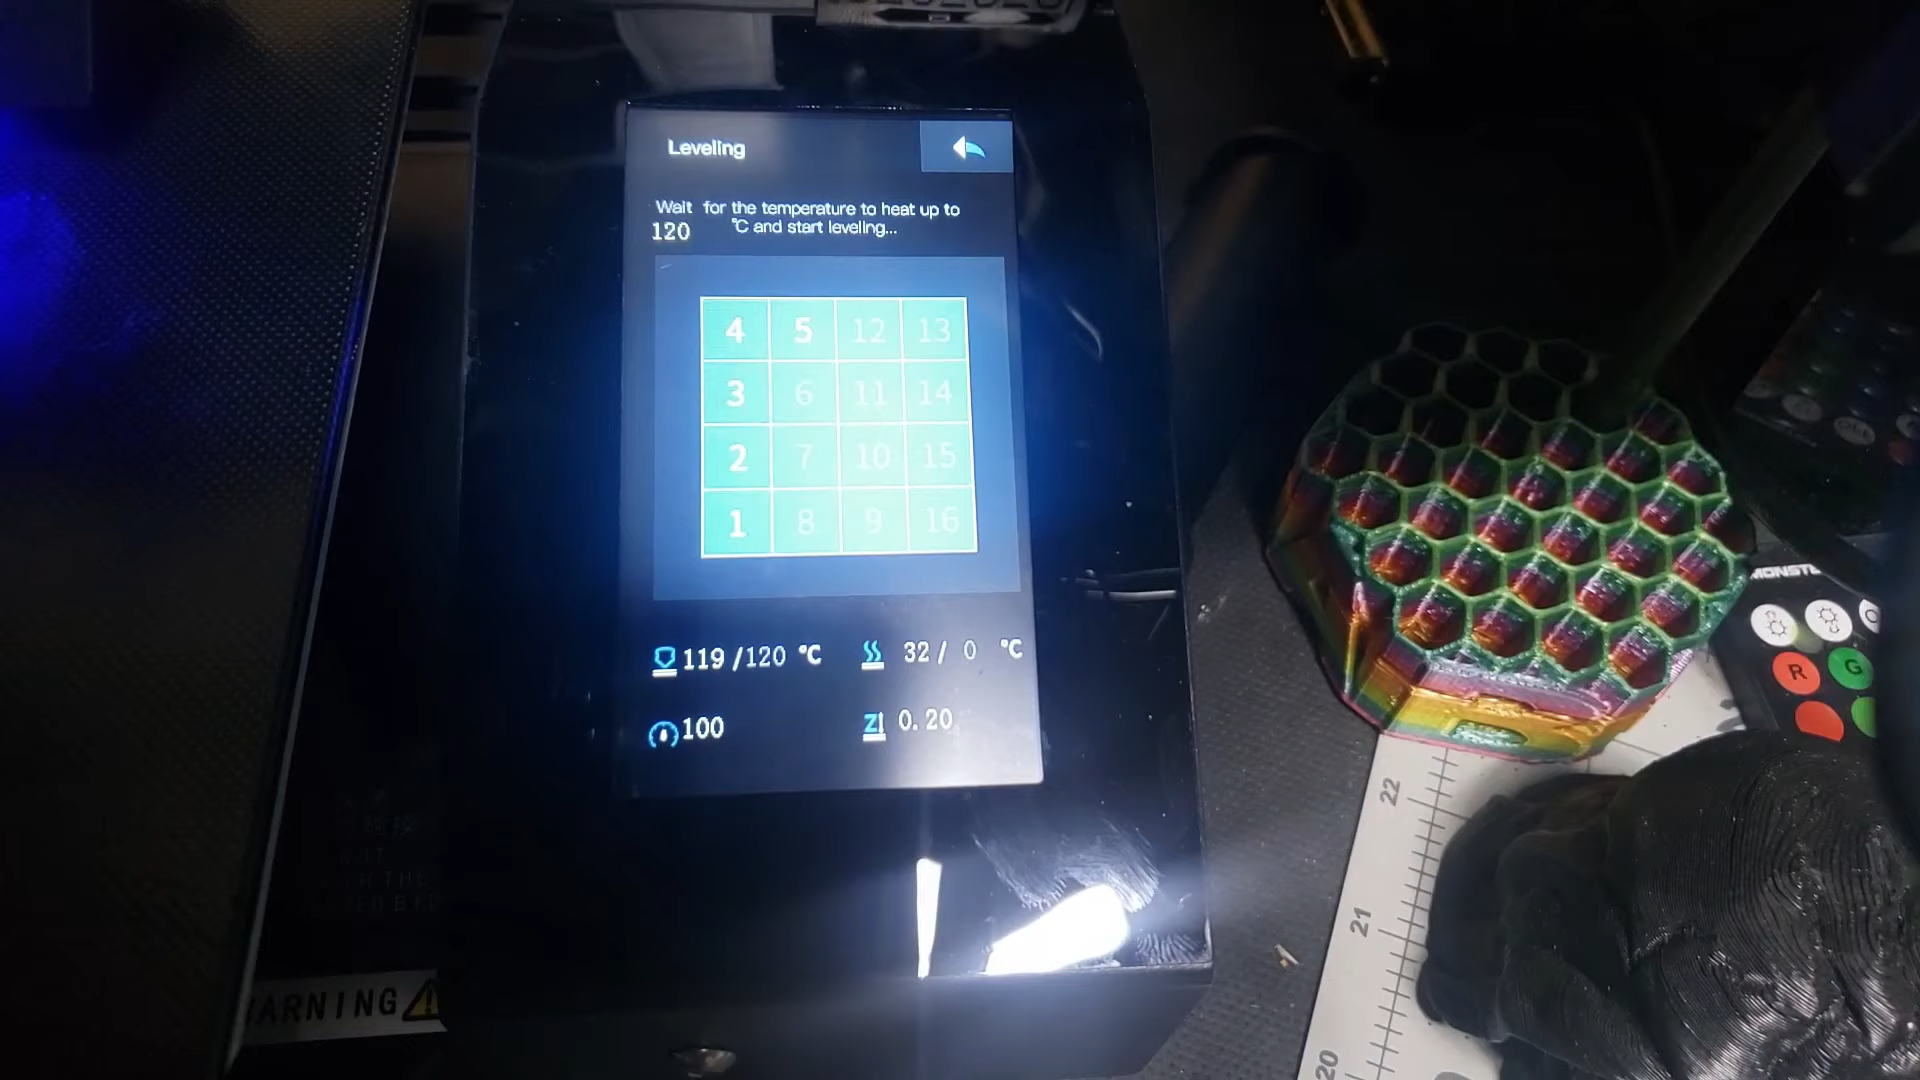 Leveling
Wait for the temperature to heat up to
120 ℃ and start leveling...
4 5 12 13
3 6 11 14
2 7 10 15
1 8 9 16
119 /120 ℃ 32 / 0 ℃
100 Z 0.20
WARNING
MONSTE
R G
22
21
20